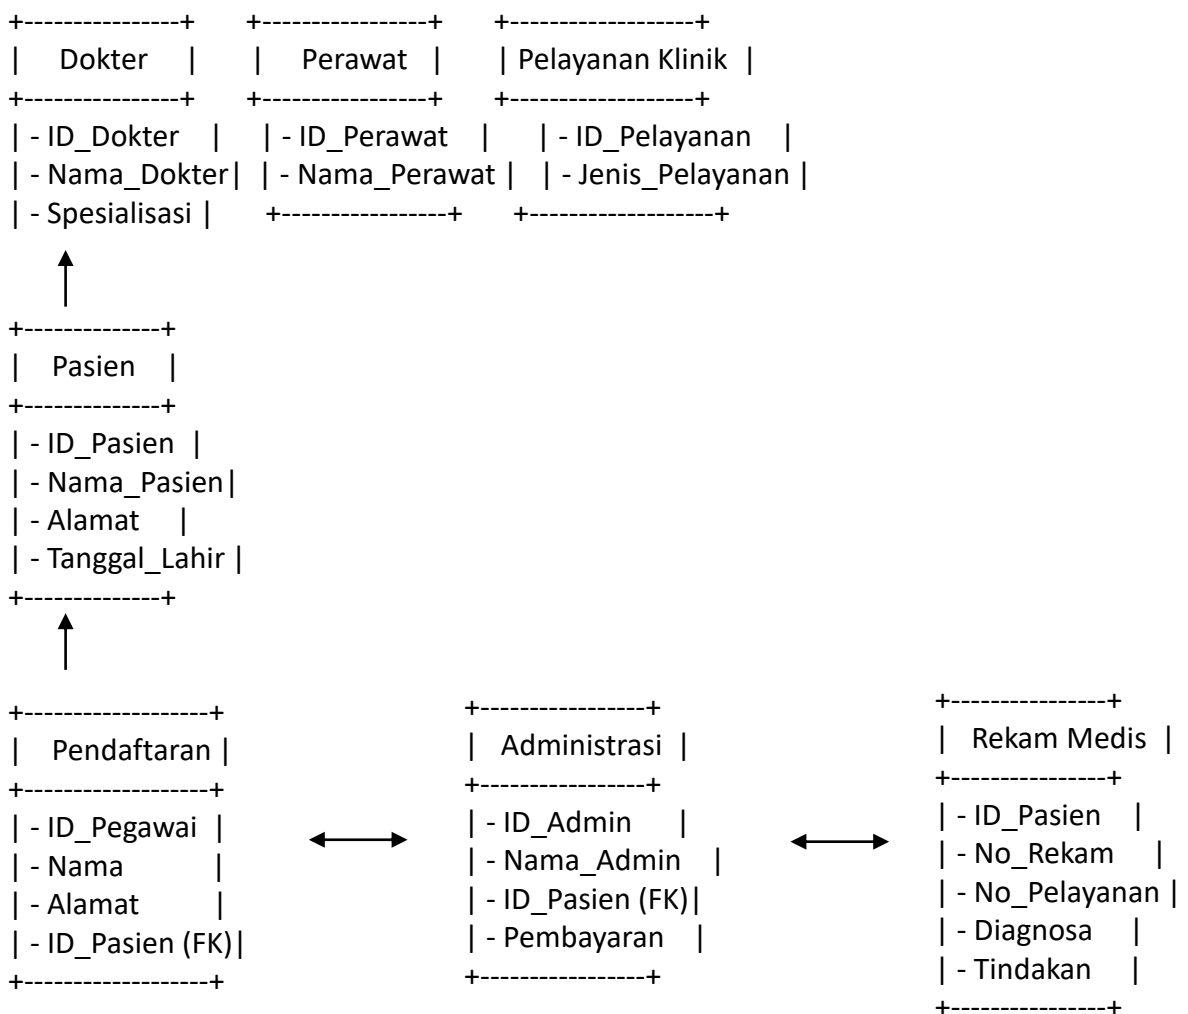 +----------------+ +-----------------+ +-------------------+
| Dokter | | Perawat | | Pelayanan Klinik |
+----------------+ +-----------------+ +-------------------+
| - ID_Dokter | | - ID_Perawat | | - ID_Pelayanan |
| - Nama_Dokter| | - Nama_Perawat | | - Jenis_Pelayanan |
| - Spesialisasi | +-----------------+ +-------------------+
+--------------+
| Pasien |
+--------------+
| - ID_Pasien |
| - Nama_Pasien|
| - Alamat |
| - Tanggal_Lahir |
+--------------+
+-------------------+
| Pendaftaran |
+-------------------+
| - ID_Pegawai |
| - Nama |
| - Alamat |
| - ID_Pasien (FK)|
+-------------------+
+-----------------+
| Administrasi |
+-----------------+
| - ID_Admin |
| - Nama_Admin |
| - ID_Pasien (FK)|
| - Pembayaran |
+-----------------+
+----------------+
| Rekam Medis |
+----------------+
| - ID_Pasien |
| - No_Rekam |
| - No_Pelayanan |
| - Diagnosa |
| - Tindakan |
+----------------+